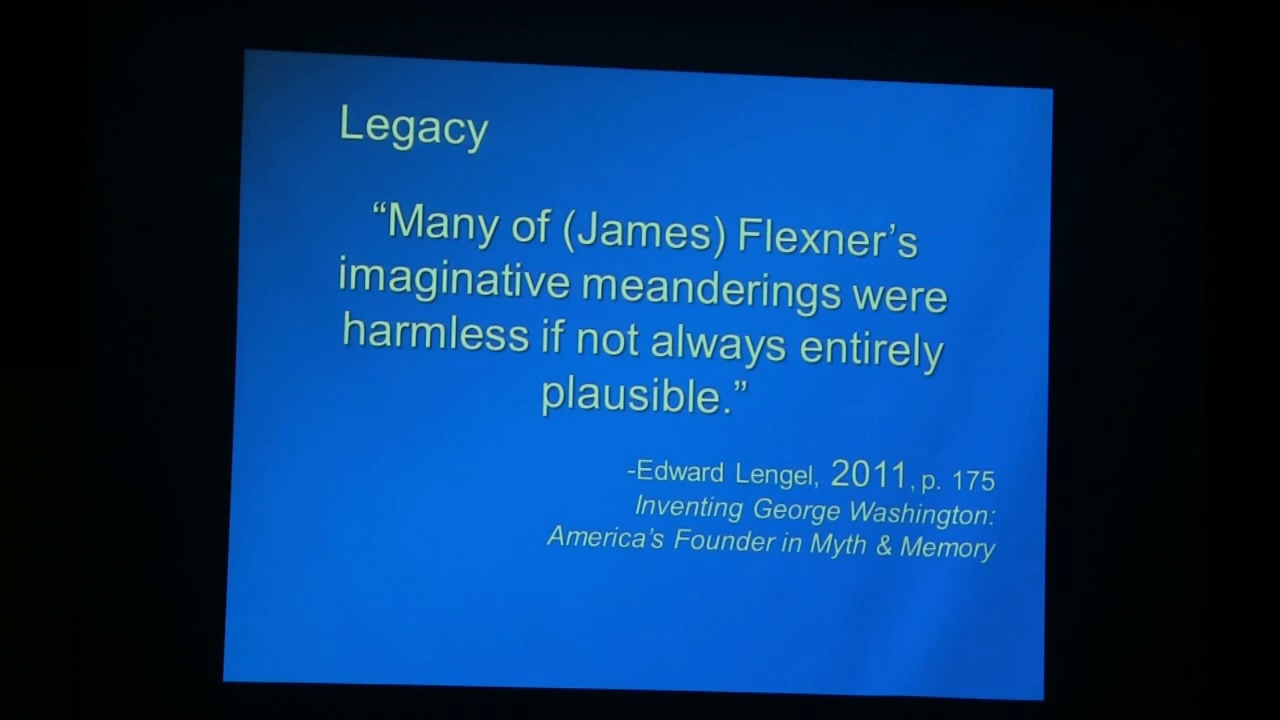 Legacy
“Many of (James) Flexner’s
imaginative meanderings were
harmless if not always entirely
plausible.”
-Edward Lengel, 2011, p. 175
Inventing George Washington:
America’s Founder in Myth & Memory